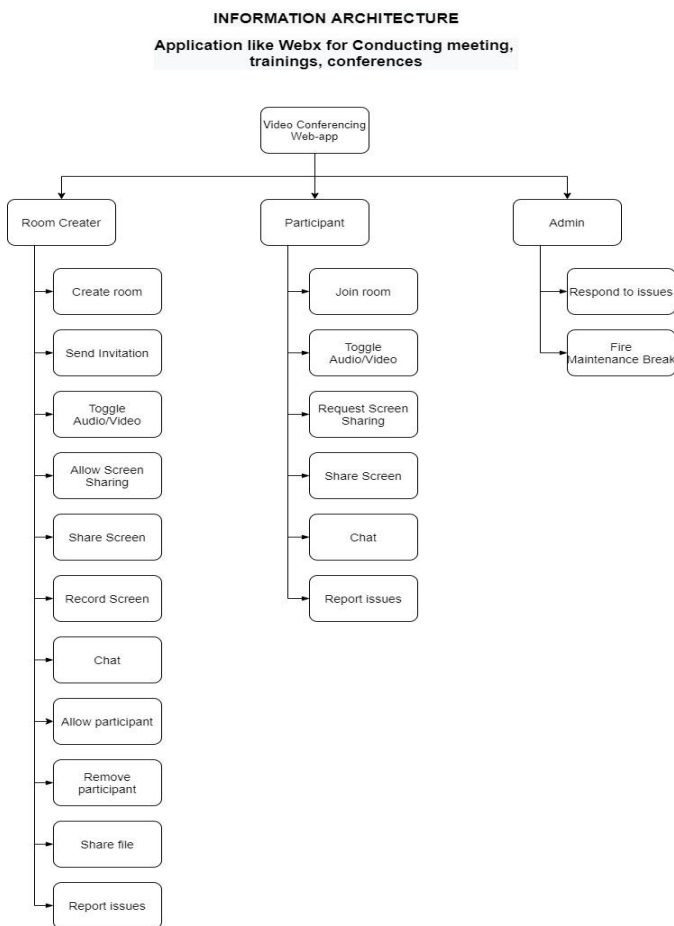 INFORMATION ARCHITECTURE
Application like Webx for Conducting meeting,
trainings, conferences
Video Conferencing
Web-app
Room Creater
Participant
Admin
Create room
Send Invitation
Toggle
Audio/Video
Allow Screen
Sharing
Share Screen
Record Screen
Chat
Allow participant
Remove
participant
Share file
Report issues
Join room
Toggle
Audio/Video
Request Screen
Sharing
Share Screen
Chat
Report issues
Respond to issues
Fire
Maintenance Break